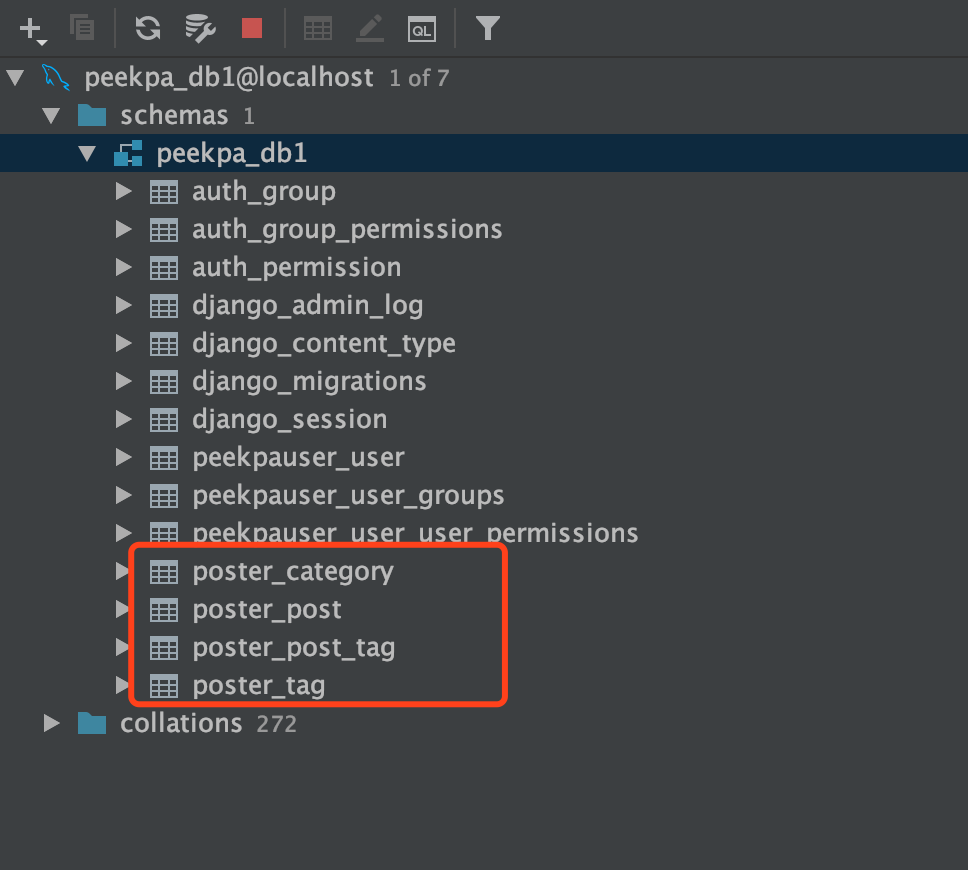 QL
peekpa_db1@localhost 1 of 7
schemas 1
peekpa_db1
auth_group
auth_group_permissions
auth_permission
django_admin_log
django_content_type
django_migrations
django_session
peekpauser_user
peekpauser_user_groups
peekpauser_user_user_permissions
poster_category
poster_post
poster_post_tag
poster_tag
collations 272